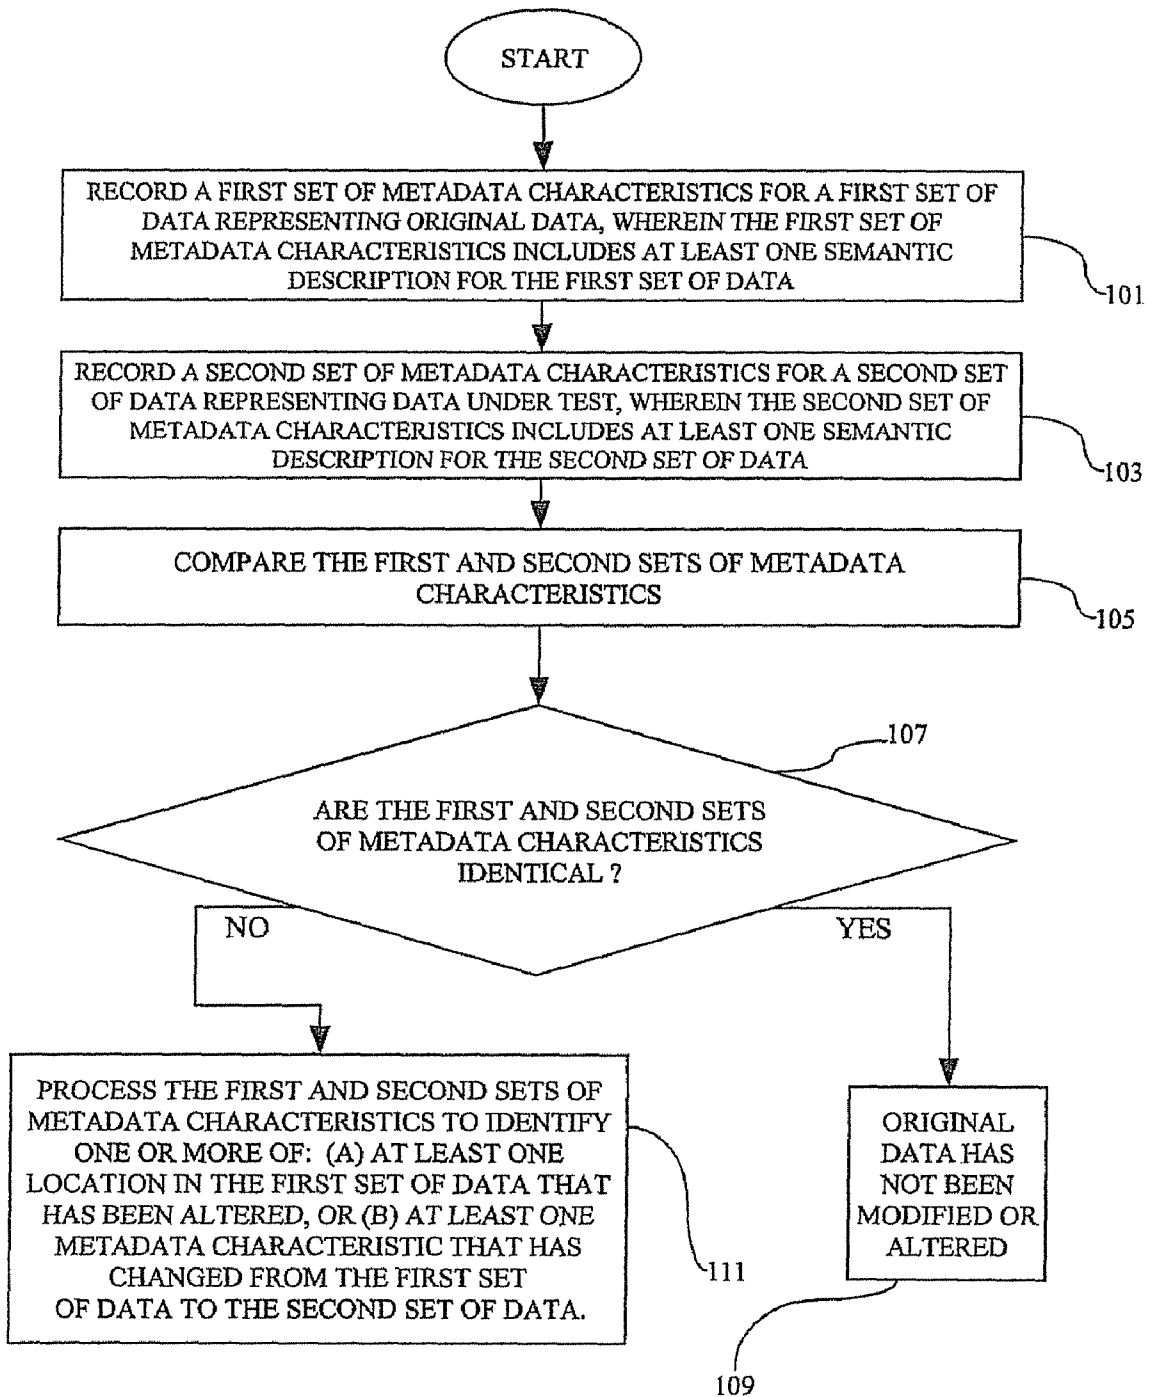 START
RECORD A FIRST SET OF METADATA CHARACTERISTICS FOR A FIRST SET OF
DATA REPRESENTING ORIGINAL DATA, WHEREIN THE FIRST SET OF
METADATA CHARACTERISTICS INCLUDES AT LEAST ONE SEMANTIC
DESCRIPTION FOR THE FIRST SET OF DATA
101
RECORD A SECOND SET OF METADATA CHARACTERISTICS FOR A SECOND SET
OF DATA REPRESENTING DATA UNDER TEST, WHEREIN THE SECOND SET OF
METADATA CHARACTERISTICS INCLUDES AT LEAST ONE SEMANTIC
DESCRIPTION FOR THE SECOND SET OF DATA
103
COMPARE THE FIRST AND SECOND SETS OF METADATA
CHARACTERISTICS
105
107
ARE THE FIRST AND SECOND SETS
OF METADATA CHARACTERISTICS
IDENTICAL ?
NO
YES
PROCESS THE FIRST AND SECOND SETS OF
METADATA CHARACTERISTICS TO IDENTIFY
ONE OR MORE OF: (A) AT LEAST ONE
LOCATION IN THE FIRST SET OF DATA THAT
HAS BEEN ALTERED, OR (B) AT LEAST ONE
METADATA CHARACTERISTIC THAT HAS
CHANGED FROM THE FIRST SET
OF DATA TO THE SECOND SET OF DATA.
111
ORIGINAL
DATA HAS
NOT BEEN
MODIFIED OR
ALTERED
109